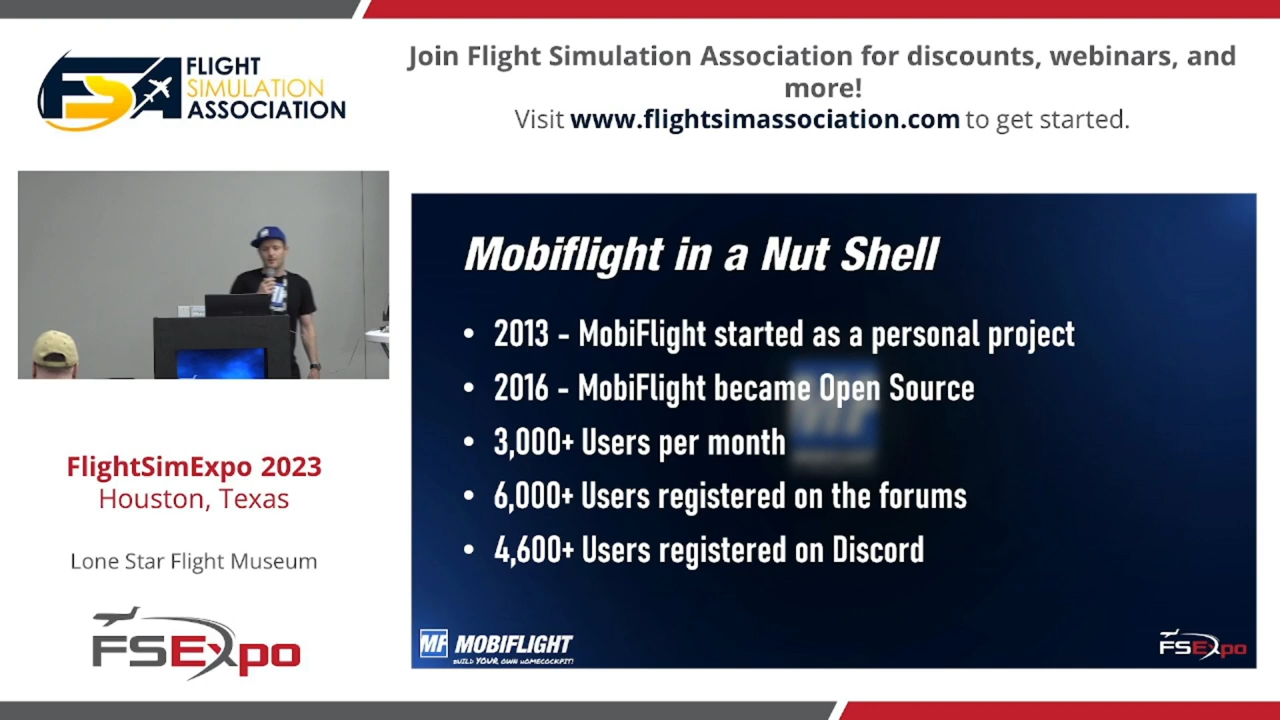 FLIGHT
SIMULATION
ASSOCIATION
Join Flight Simulation Association for discounts, webinars, and
more!
Visit www.flightsimassociation.com to get started.
Mobiflight in a Nut Shell
• 2013 - MobiFlight started as a personal project
• 2016 - MobiFlight became Open Source
• 3,000+ Users per month
• 6,000+ Users registered on the forums
• 4,600+ Users registered on Discord
MF MOBIFLIGHT
BUILD YOUR OWN HOMECOCKPIT!
FSExpo
FlightSimExpo 2023
Houston, Texas
Lone Star Flight Museum
FSExpo